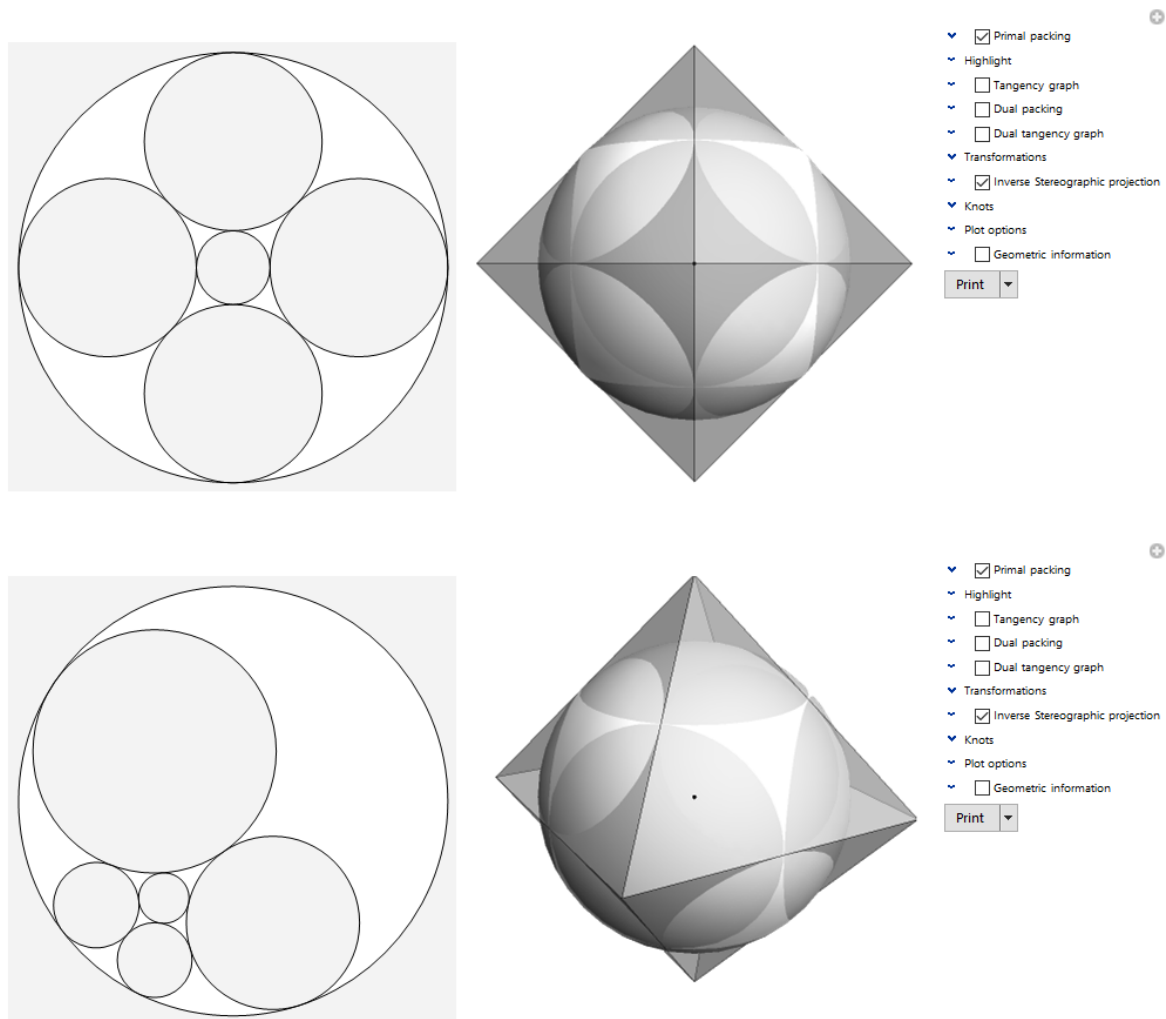 Primal packing
Highlight
Tangency graph
Dual packing
Dual tangency graph
Transformations
Inverse Stereographic projection
Knots
Plot options
Geometric information
Print
Primal packing
Highlight
Tangency graph
Dual packing
Dual tangency graph
Transformations
Inverse Stereographic projection
Knots
Plot options
Geometric information
Print